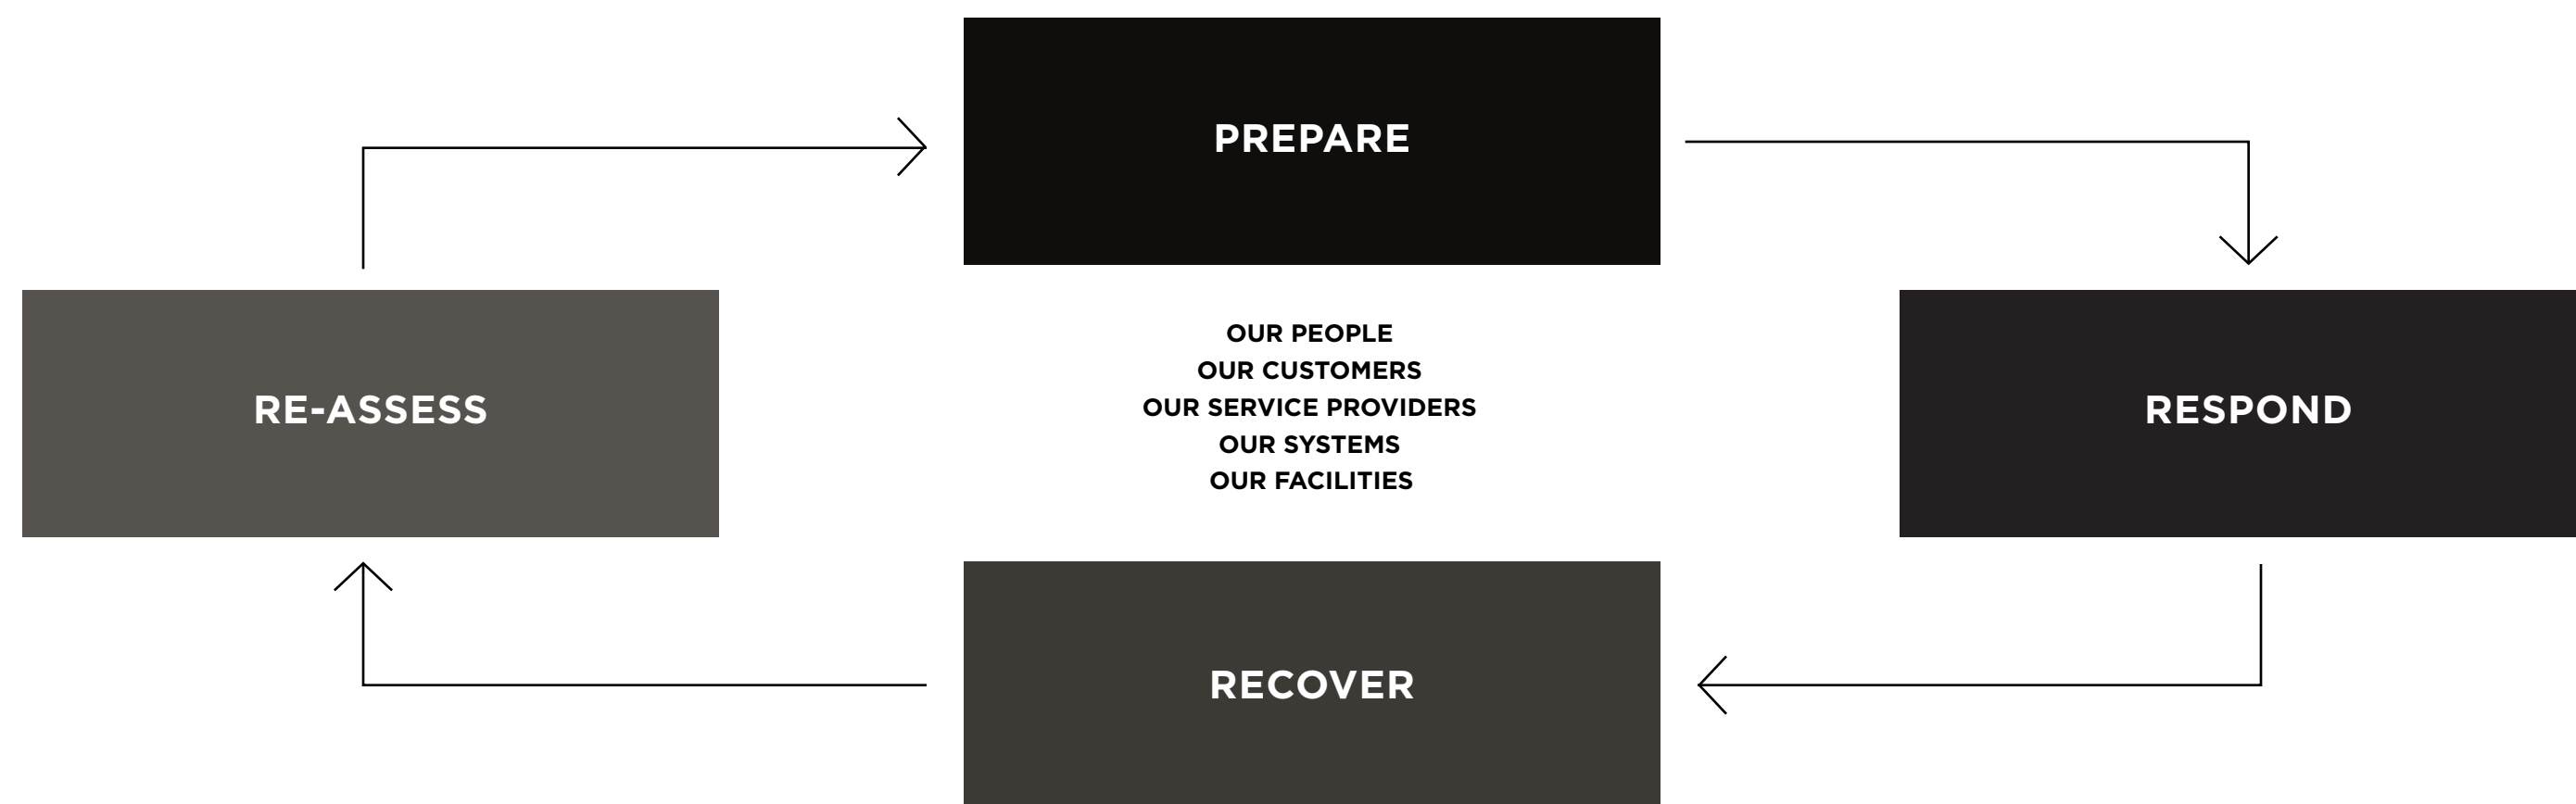 PREPARE
RE-ASSESS
OUR PEOPLE
OUR CUSTOMERS
OUR SERVICE PROVIDERS
OUR SYSTEMS
OUR FACILITIES
RESPOND
RECOVER